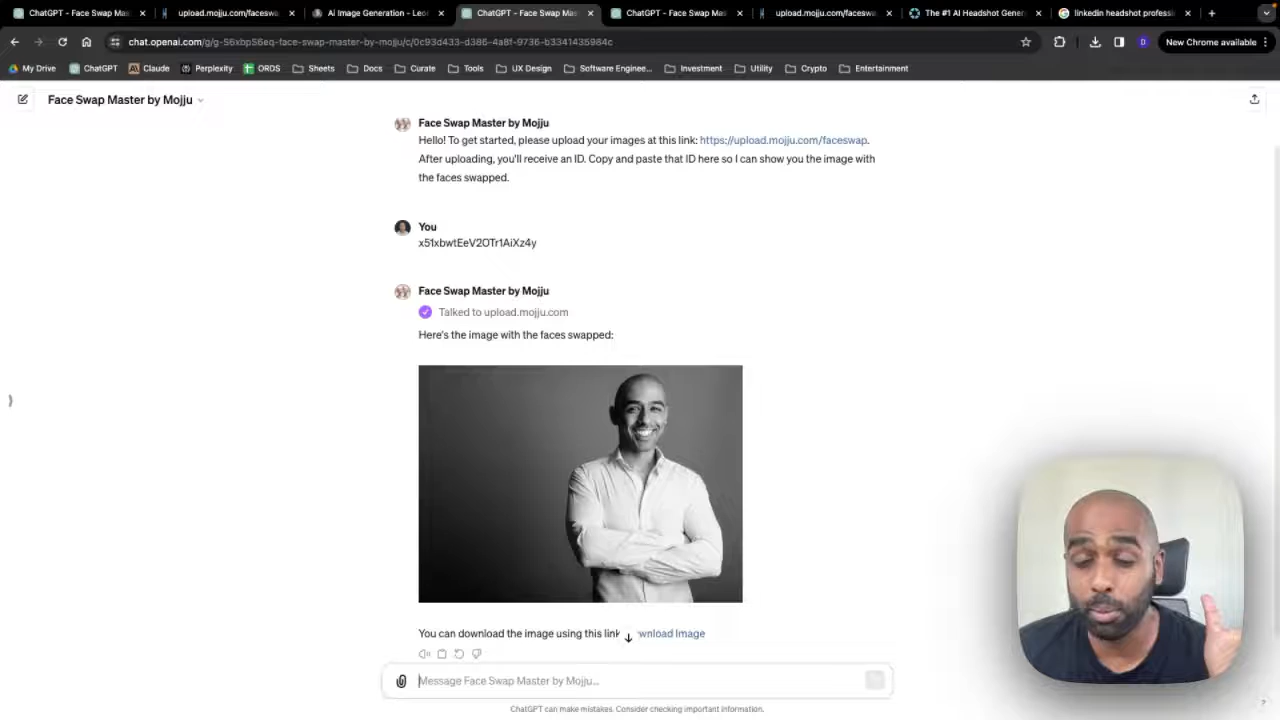 ChatGPT - Face Swap Mas
upload.mojju.com/faceswa
AI Image Generation - Leo
ChatGPT - Face Swap Mas
ChatGPT - Face Swap Mas
upload.mojju.com/faceswa
The #1 AI Headshot Gener
linkedin headshot professi
New Chrome available
My Drive ChatGPT Claude Perplexity OROS Sheets Docs Curate Tools UX Design Software Enginee... Investment Utility Crypto Entertainment
Face Swap Master by Mojju
Face Swap Master by Mojju
Hello! To get started, please upload your images at this link: https://upload.mojju.com/faceswap.
After uploading, you'll receive an ID. Copy and paste that ID here so I can show you the image with
the faces swapped.
You
x51xbwtEeV2OTr1AiXz4y
Face Swap Master by Mojju
Talked to upload.mojju.com
Here's the image with the faces swapped:
You can download the image using this link wnload Image
Message Face Swap Master by Mojju...
ChatGPT can make mistakes. Consider checking important information.